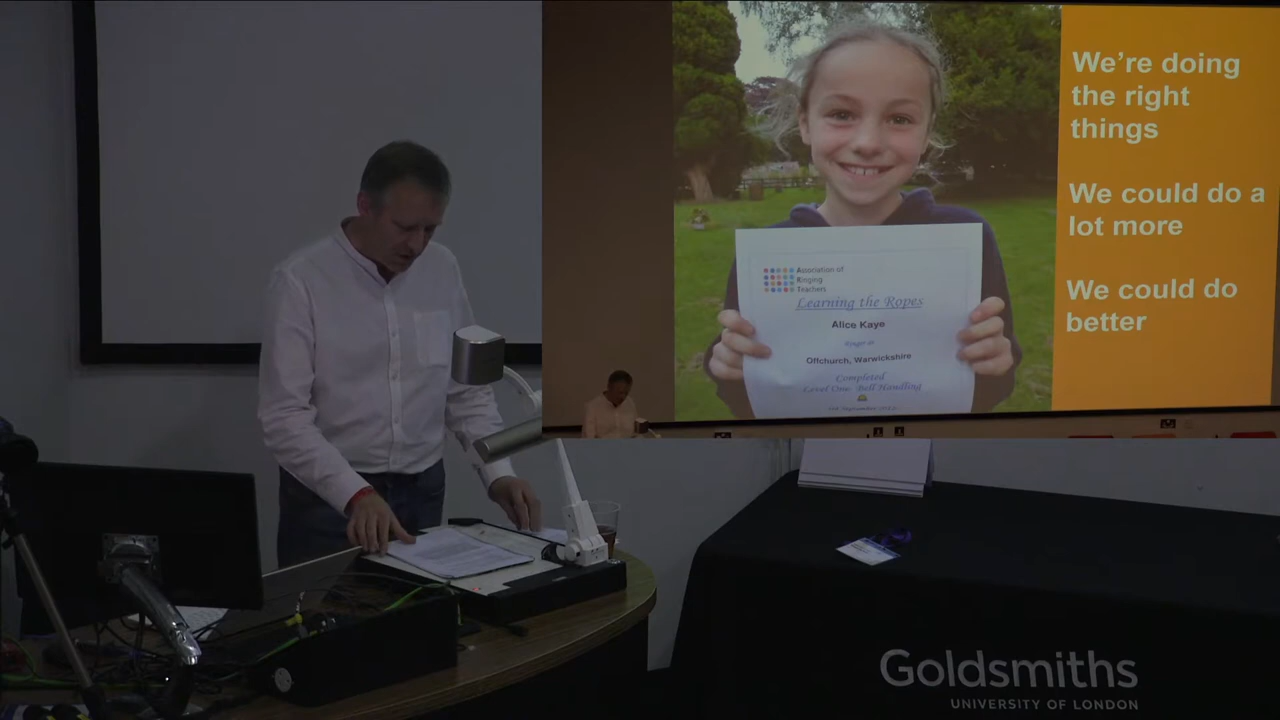 We're doing
the right
things
We could do a
lot more
We could do
better
Association of
Ringing
Teachers
Learning the Ropes
Alice Kaye
Ringer @
Offchurch, Warwickshire
Completed
Level One: Bell Handling
Goldsmiths
UNIVERSITY OF LONDON